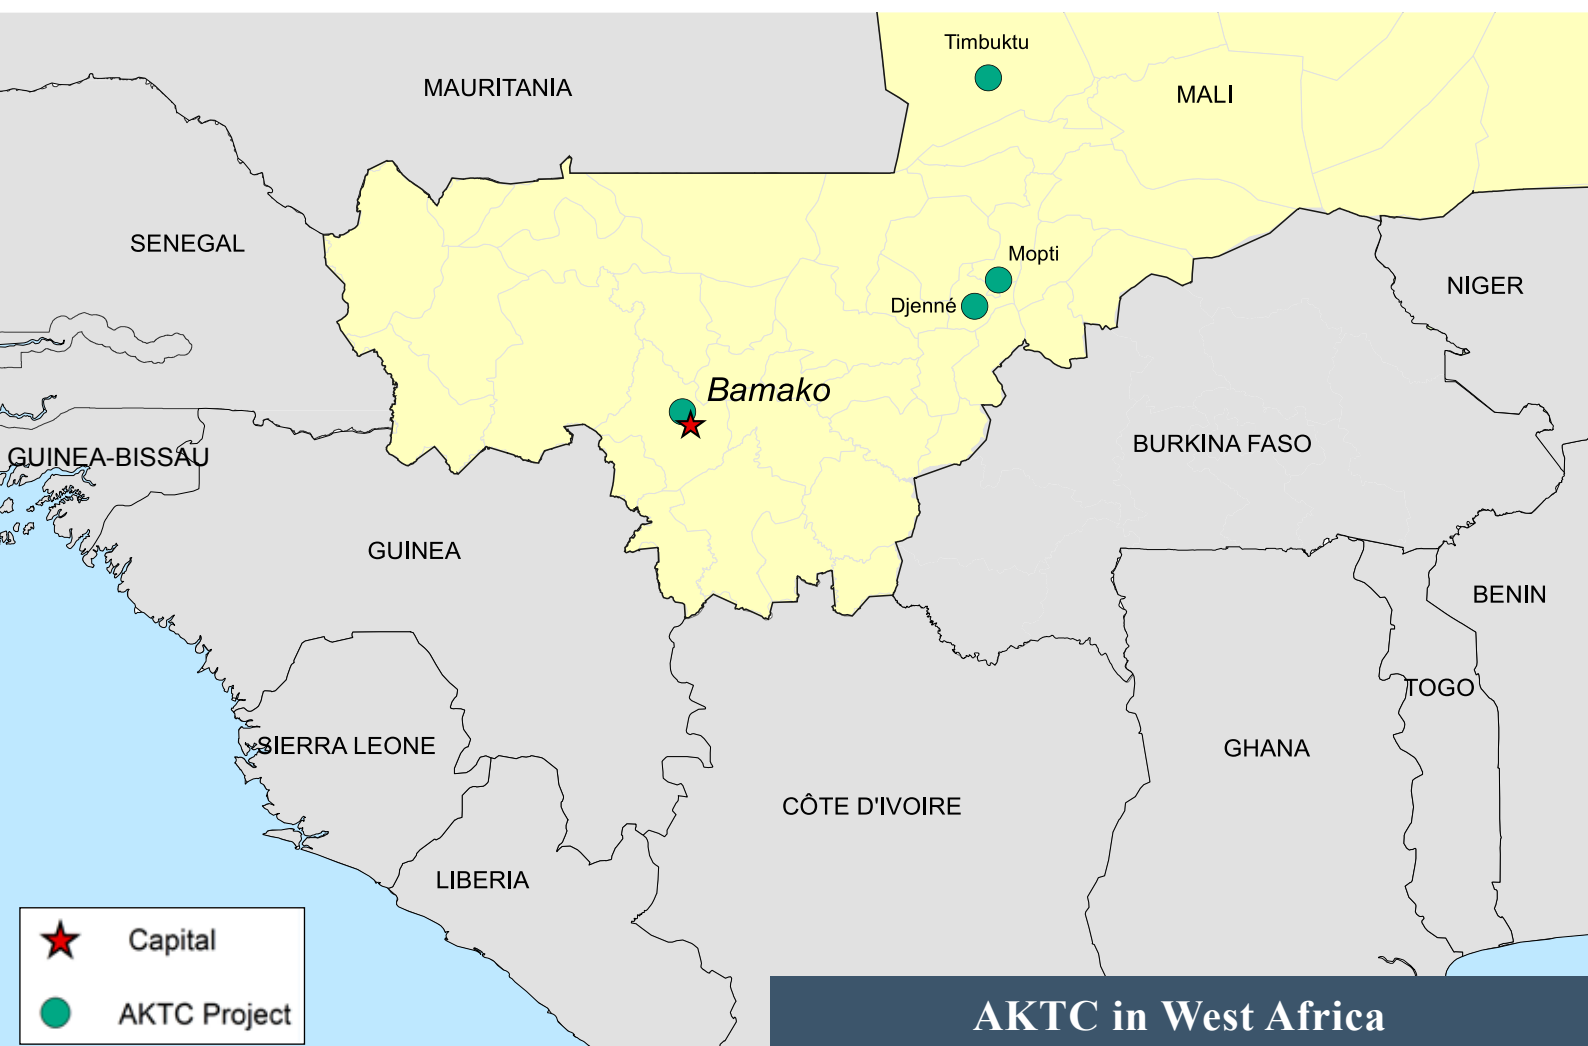 Timbuktu
MAURITANIA
MALI
SENEGAL
Mopti
NIGER
Djenné
Bamako
BURKINA FASO
GUINEA-BISSAU
GUINEA
BENIN
TOGO
SIERRA LEONE
GHANA
CÔTE D'IVOIRE
LIBERIA
Capital
AKTC Project
AKTC in West Africa